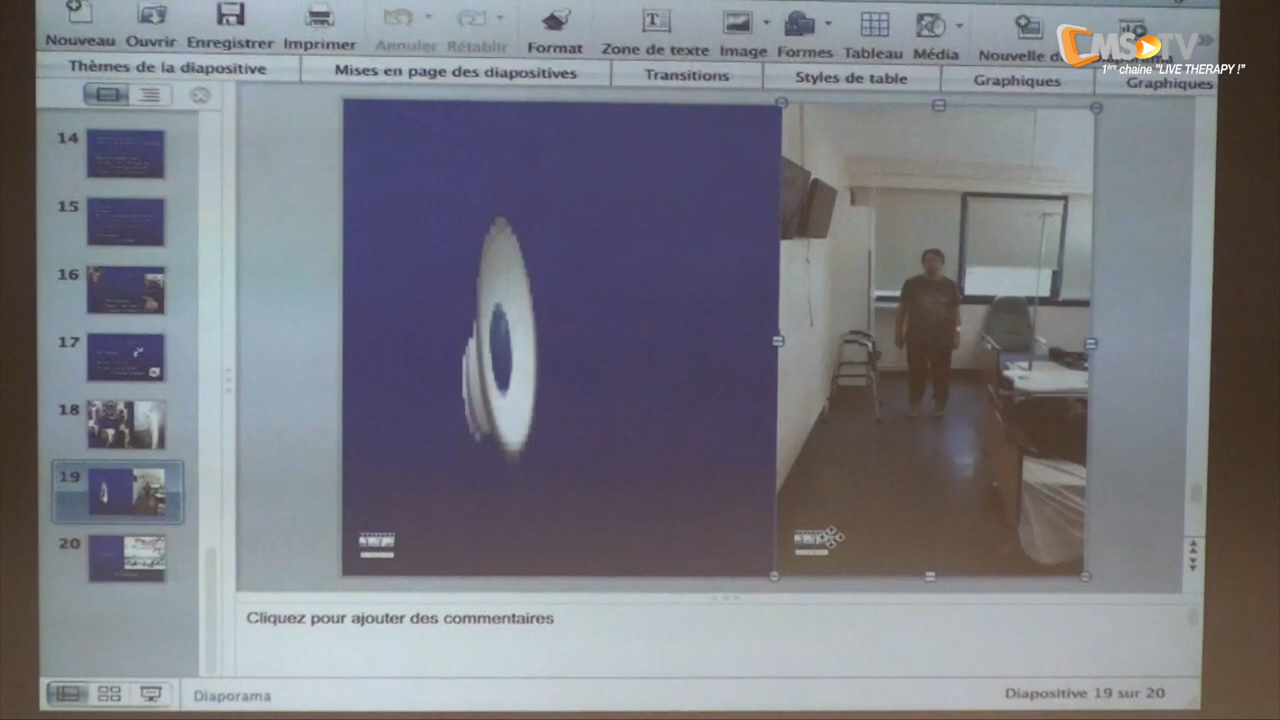 Nouveau Ouvrir Enregistrer Imprimer Annuler Rétablir Format Zone de texte Image Formes Tableau Média Nouvelle
CMS TV
1ère chaine "LIVE THERAPY !"
Thèmes de la diapositive Mises en page des diapositives Transitions Styles de table Graphiques Graphiques
14
15
16
17
18
19
20
Cliquez pour ajouter des commentaires
Diaporama
Diapositive 19 sur 20